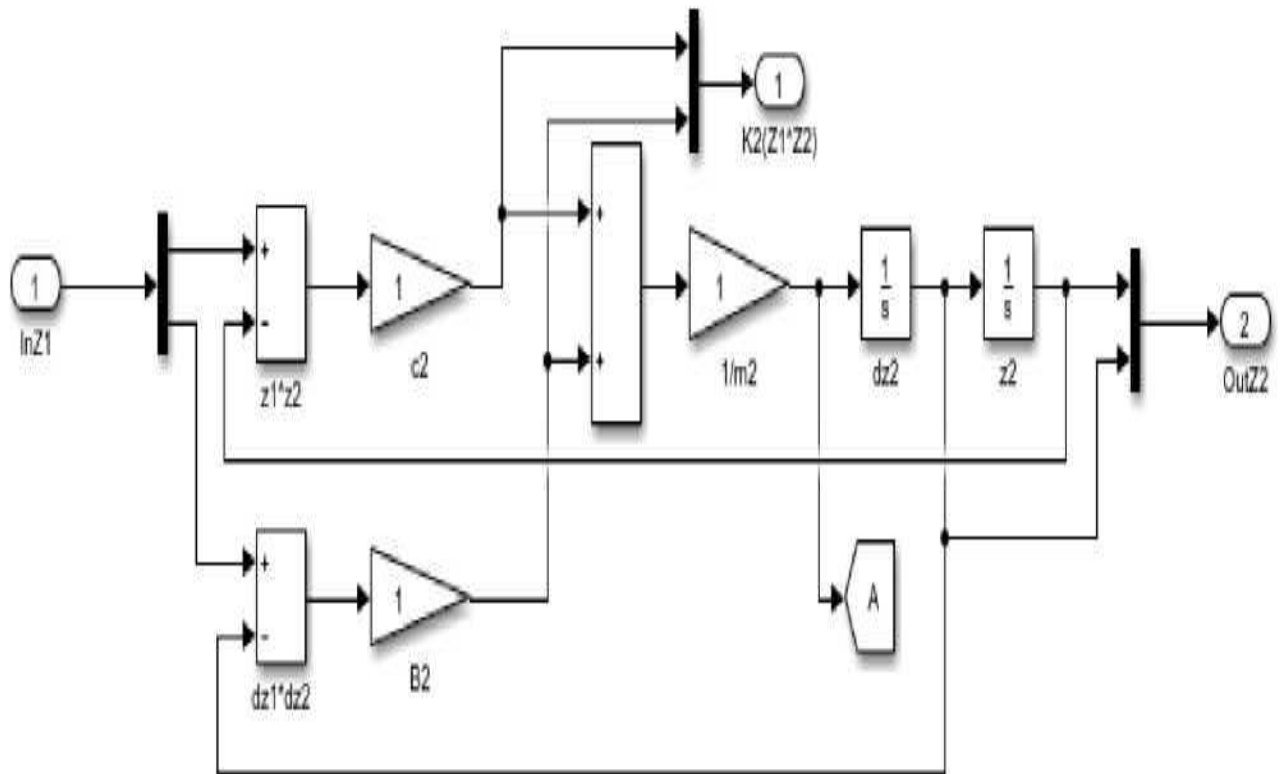 1
K2(Z1*Z2)
+
1
InZ1
+
-
z1*z2
1
c2
+
1
1/m2
1
s
dz2
1
s
z2
2
OutZ2
+
-
dz1*dz2
1
B2
A